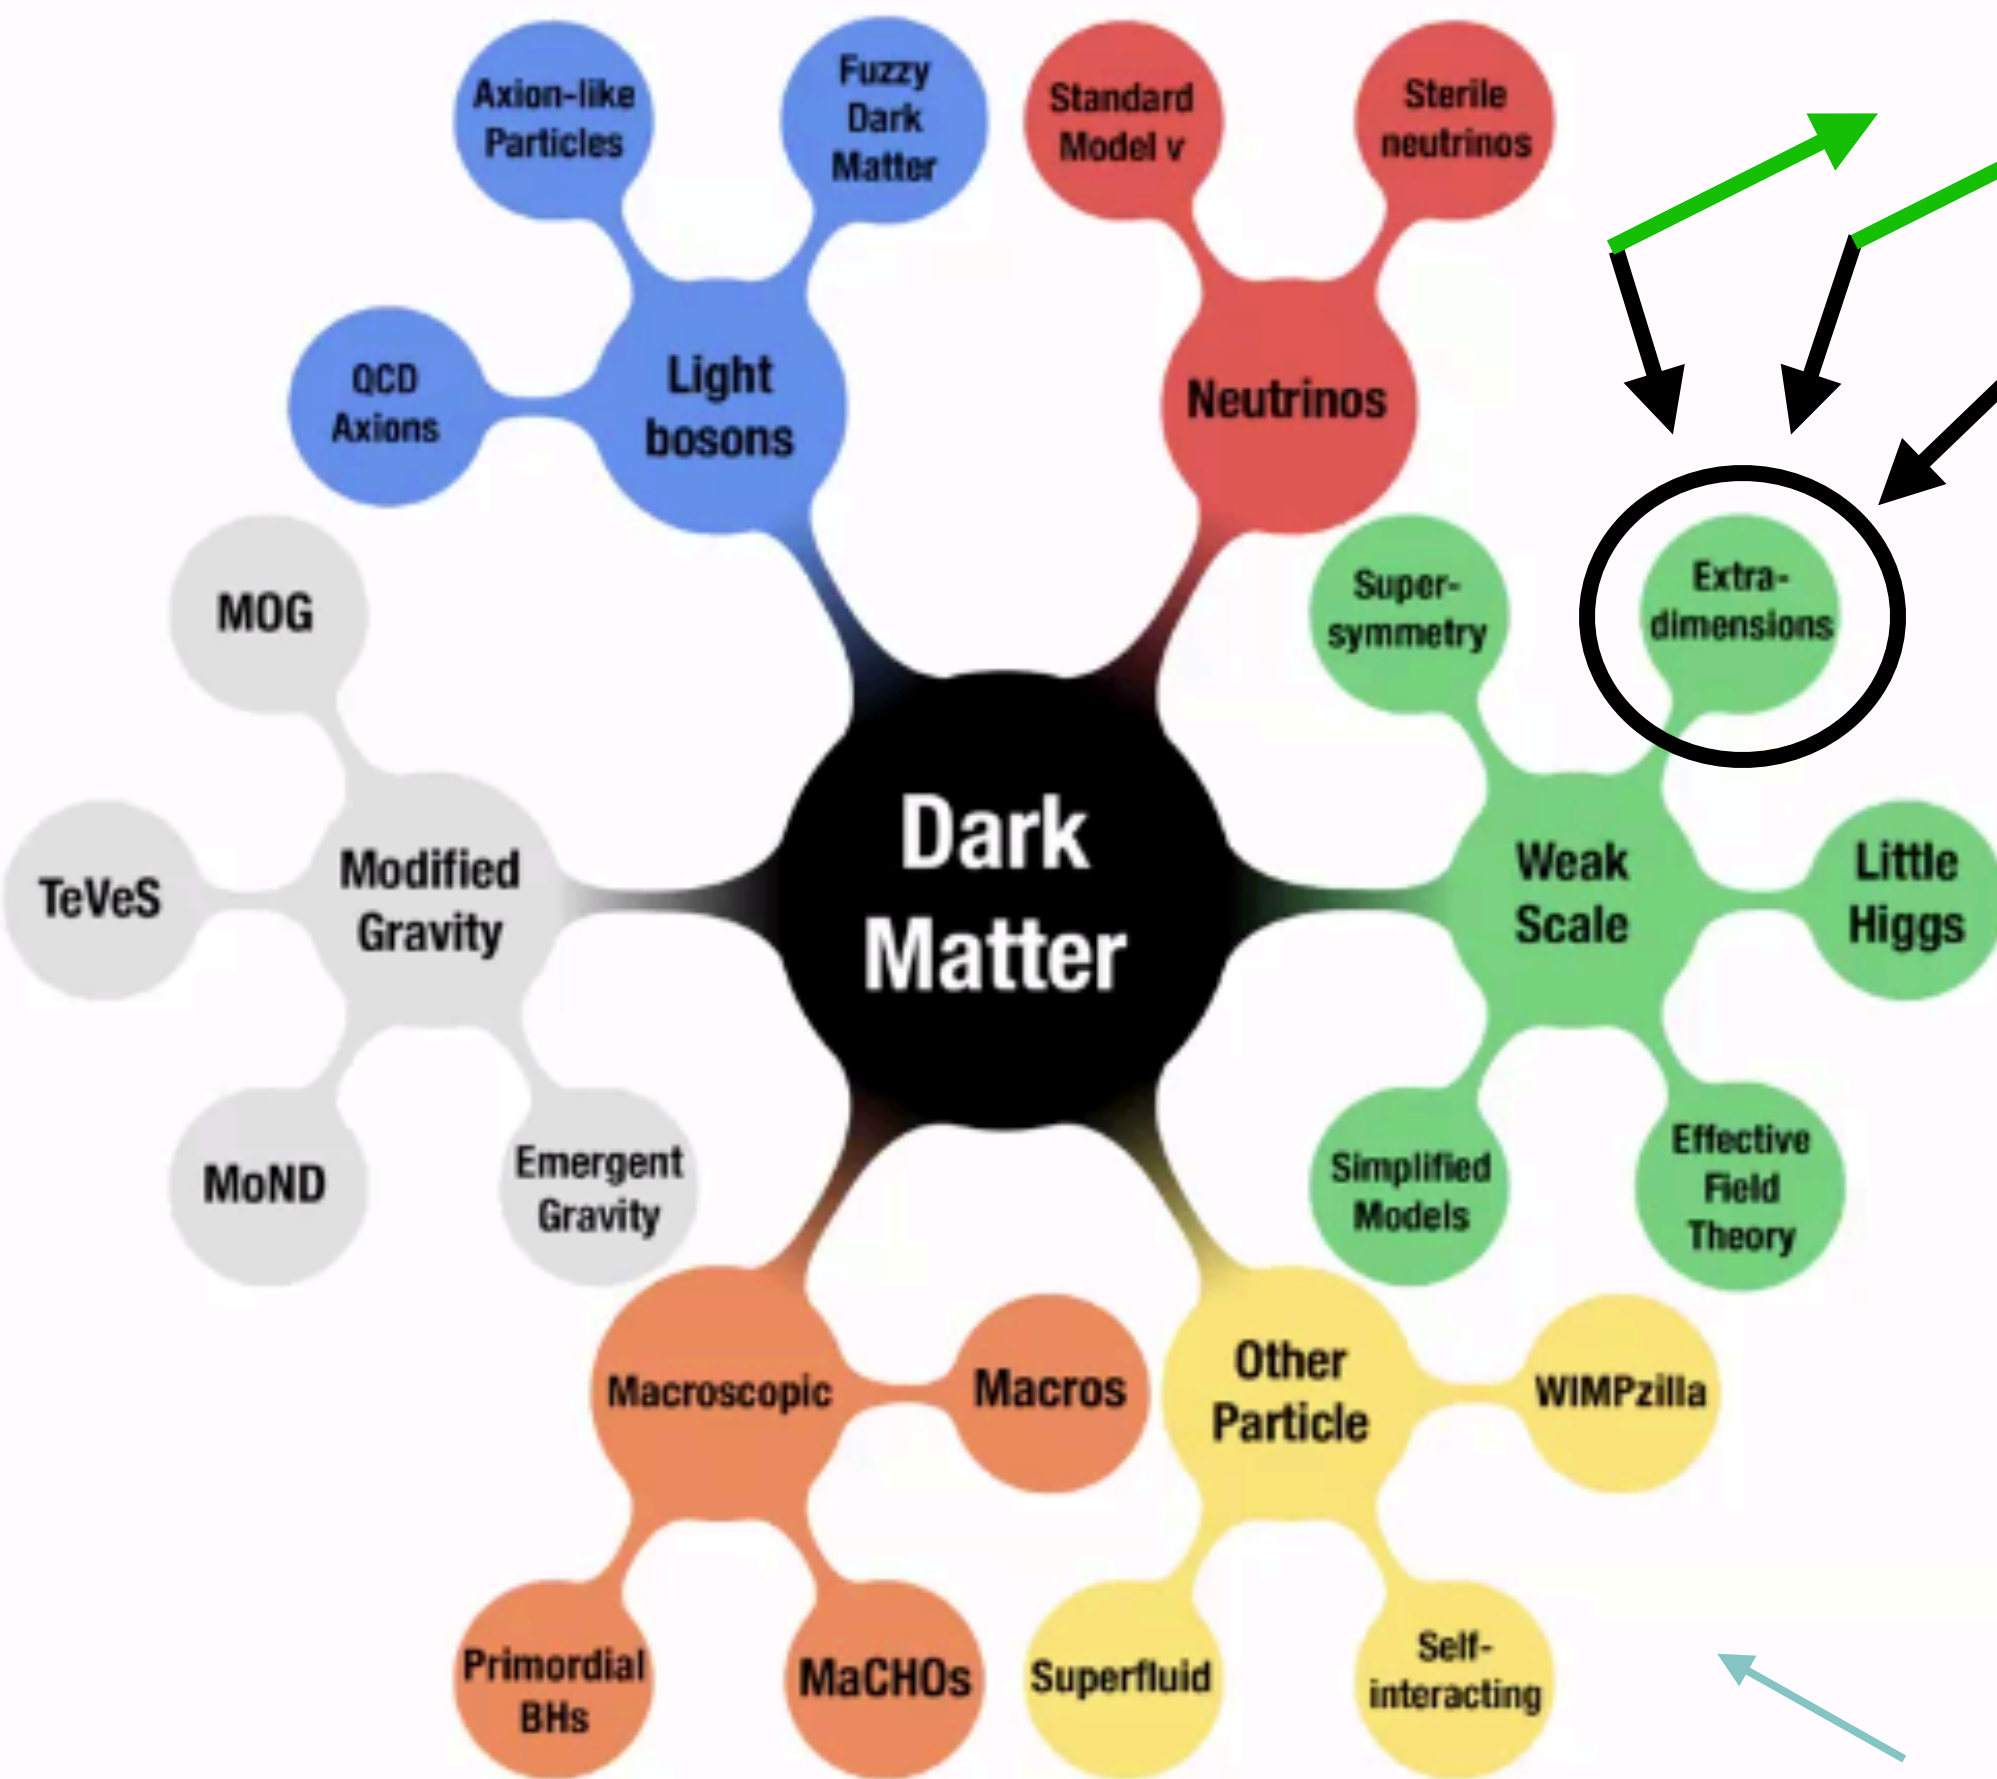 Axion-like
Particles
Fuzzy
Dark
Matter
Standard
Model ν
Sterile
neutrinos
QCD
Axions
Light
bosons
Neutrinos
MOG
Super-
symmetry
Extra-
dimensions
TeVeS
Modified
Gravity
Dark
Matter
Weak
Scale
Little
Higgs
MoND
Emergent
Gravity
Simplified
Models
Effective
Field
Theory
Macroscopic
Macros
Other
Particle
WIMPzilla
Primordial
BHs
MaCHOs
Superfluid
Self-
interacting